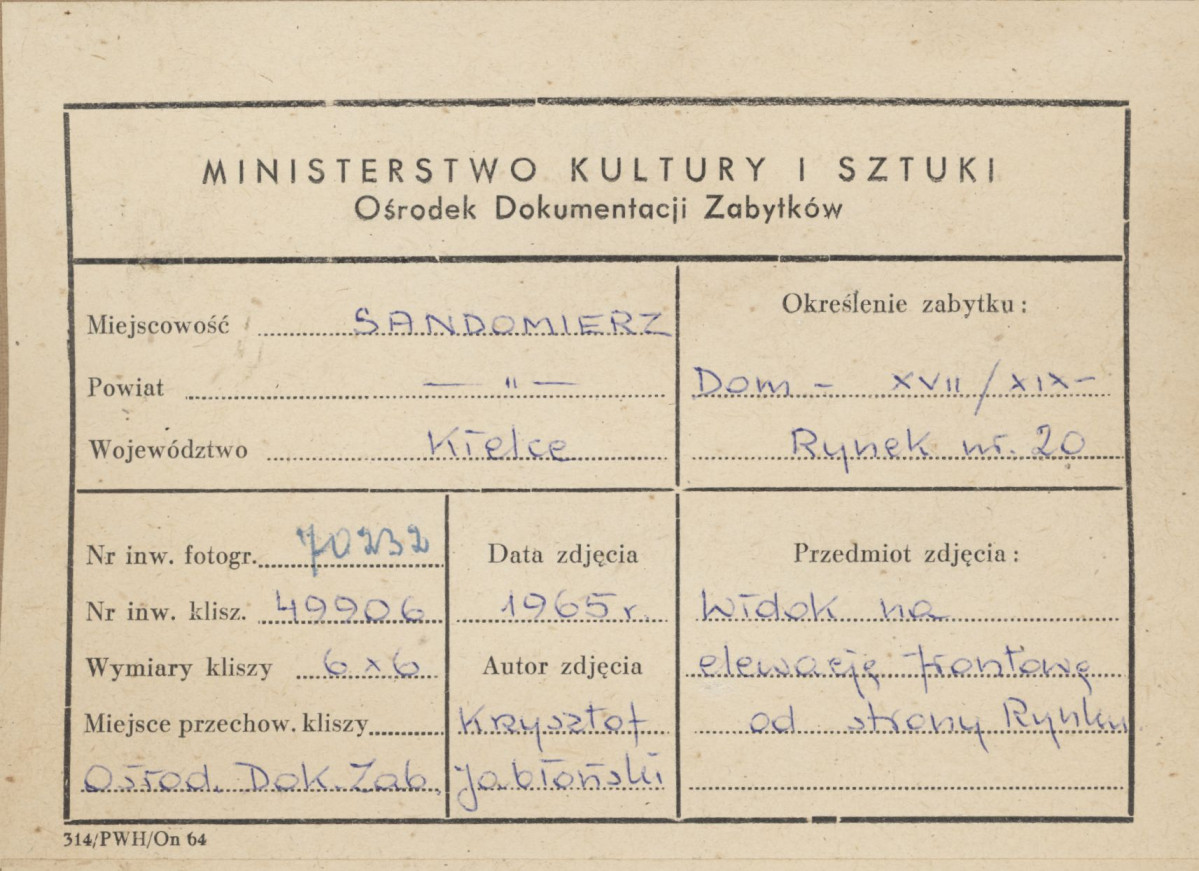 MINISTERSTWO KULTURY I SZTUKI
Ośrodek Dokumentacji Zabytków
Miejscowość SANDOMIERZ
Powiat — " —
Województwo Kielce
Określenie zabytku:
Dom - XVII/XIX-
Rynek nr. 20
Nr inw. fotogr. 70232
Nr inw. klisz. 49906
Wymiary kliszy 6x6
Miejsce przechow. kliszy
Ośrod. Dok. Zab.
Data zdjęcia
1965 r.
Autor zdjęcia
Krzysztof
Jabłoński
Przedmiot zdjęcia:
Widok na
elewację frontową
od strony Rynku
314/PWH/On 64